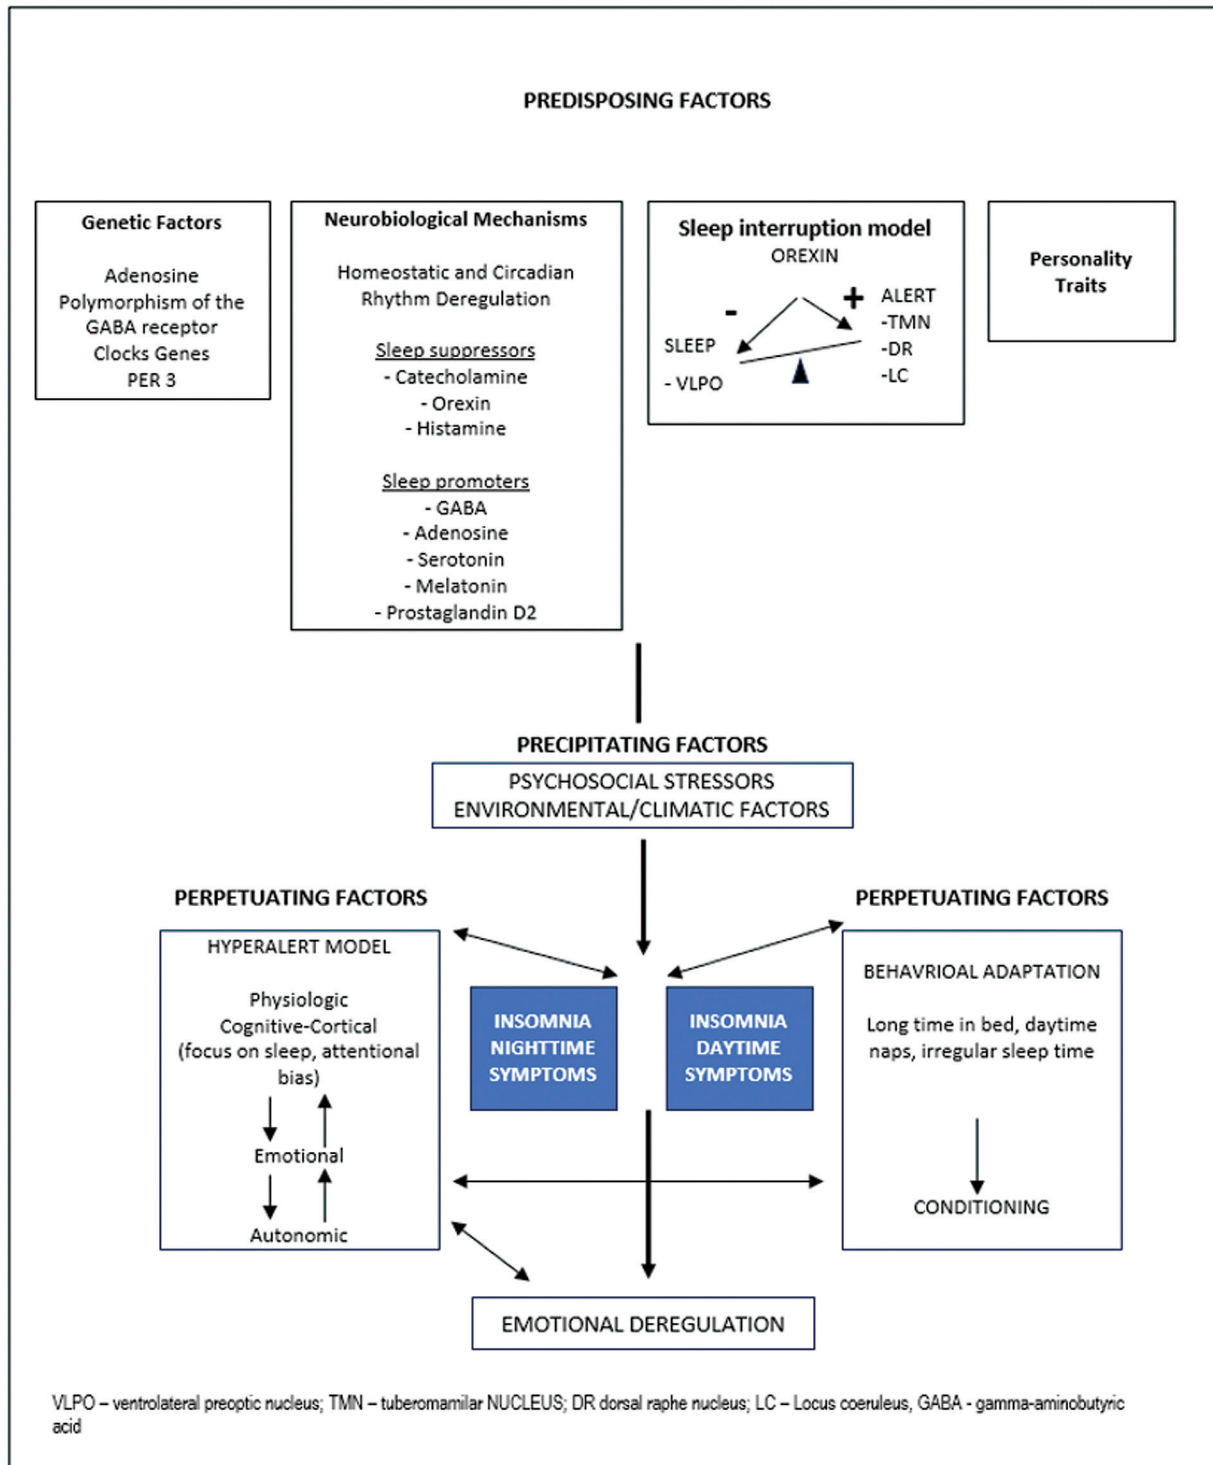 PREDISPOSING FACTORS
Genetic Factors
Adenosine
Polymorphism of the
GABA receptor
Clocks Genes
PER 3
Neurobiological Mechanisms
Homeostatic and Circadian
Rhythm Deregulation
Sleep suppressors
- Catecholamine
- Orexin
- Histamine
Sleep promoters
- GABA
- Adenosine
- Serotonin
- Melatonin
- Prostaglandin D2
Sleep interruption model
OREXIN
-
+
SLEEP
- VLPO
ALERT
-TMN
-DR
-LC
Personality
Traits
PRECIPITATING FACTORS
PSYCHOSOCIAL STRESSORS
ENVIRONMENTAL/CLIMATIC FACTORS
PERPETUATING FACTORS
HYPERALERT MODEL
Physiologic
Cognitive-Cortical
(focus on sleep, attentional
bias)
Emotional
Autonomic
INSOMNIA
NIGHTTIME
SYMPTOMS
INSOMNIA
DAYTIME
SYMPTOMS
PERPETUATING FACTORS
BEHAVRIOAL ADAPTATION
Long time in bed, daytime
naps, irregular sleep time
CONDITIONING
EMOTIONAL DEREGULATION
VLPO – ventrolateral preoptic nucleus; TMN – tuberomamilar NUCLEUS; DR dorsal raphe nucleus; LC – Locus coeruleus, GABA - gamma-aminobutyric
acid